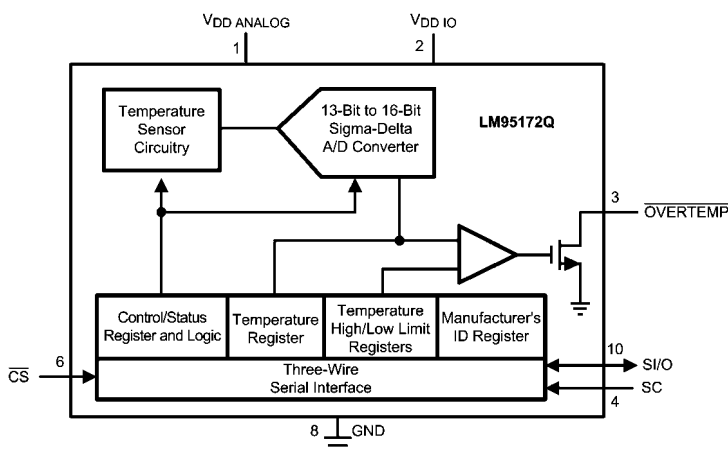 VDD ANALOG
VDD IO
1
2
Temperature
Sensor
Circuitry
13-Bit to 16-Bit
Sigma-Delta
A/D Converter
LM95172Q
3
OVERTEMP
Control/Status
Register and Logic
Temperature
Register
Temperature
High/Low Limit
Registers
Manufacturer's
ID Register
6
CS
Three-Wire
Serial Interface
10
SI/O
SC
4
8
GND